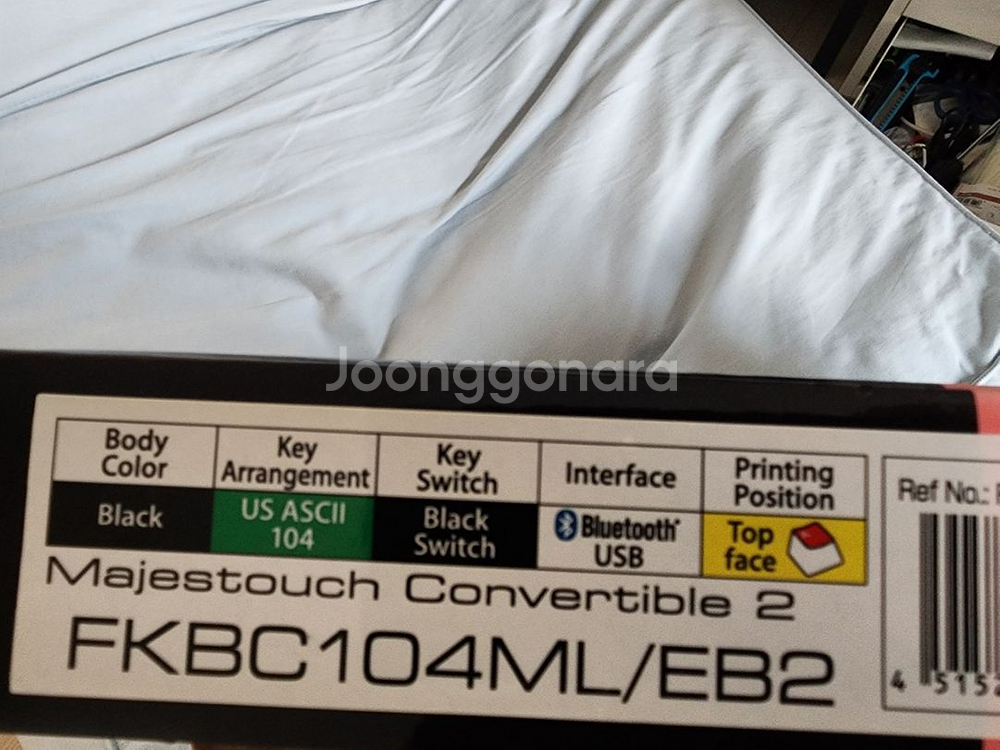 Joonggonara
Body Color
Key Arrangement
Key Switch
Interface
Printing Position
Ref No.:
Black
US ASCII 104
Black Switch
Bluetooth USB
Top face
Majestouch Convertible 2
FKBC104ML/EB2
4 515